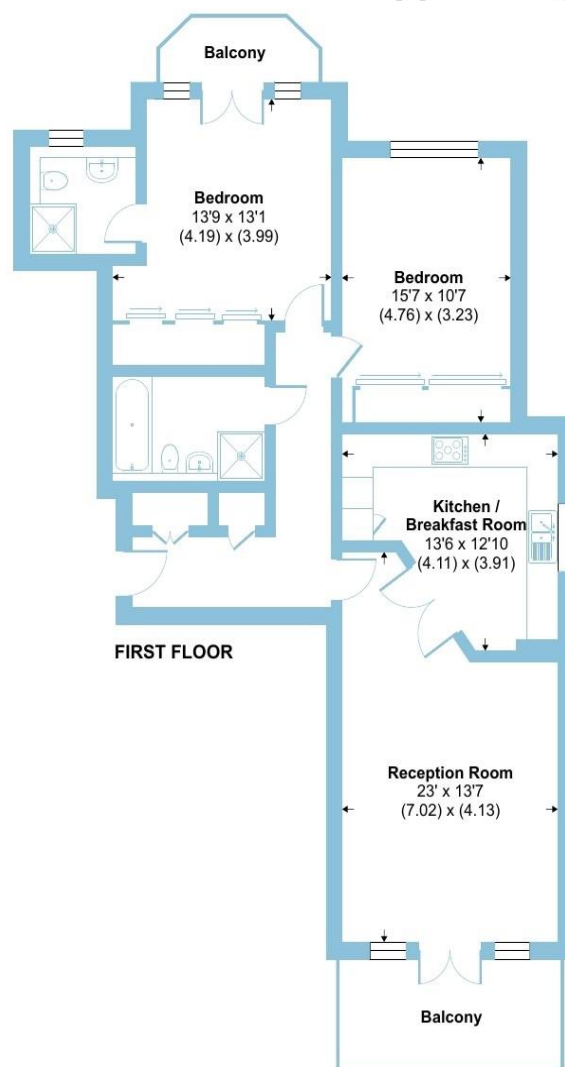 Balcony
Bedroom
13'9 x 13'1
(4.19) x (3.99)
Bedroom
15'7 x 10'7
(4.76) x (3.23)
Kitchen /
Breakfast Room
13'6 x 12'10
(4.11) x (3.91)
FIRST FLOOR
Reception Room
23' x 13'7
(7.02) x (4.13)
Balcony